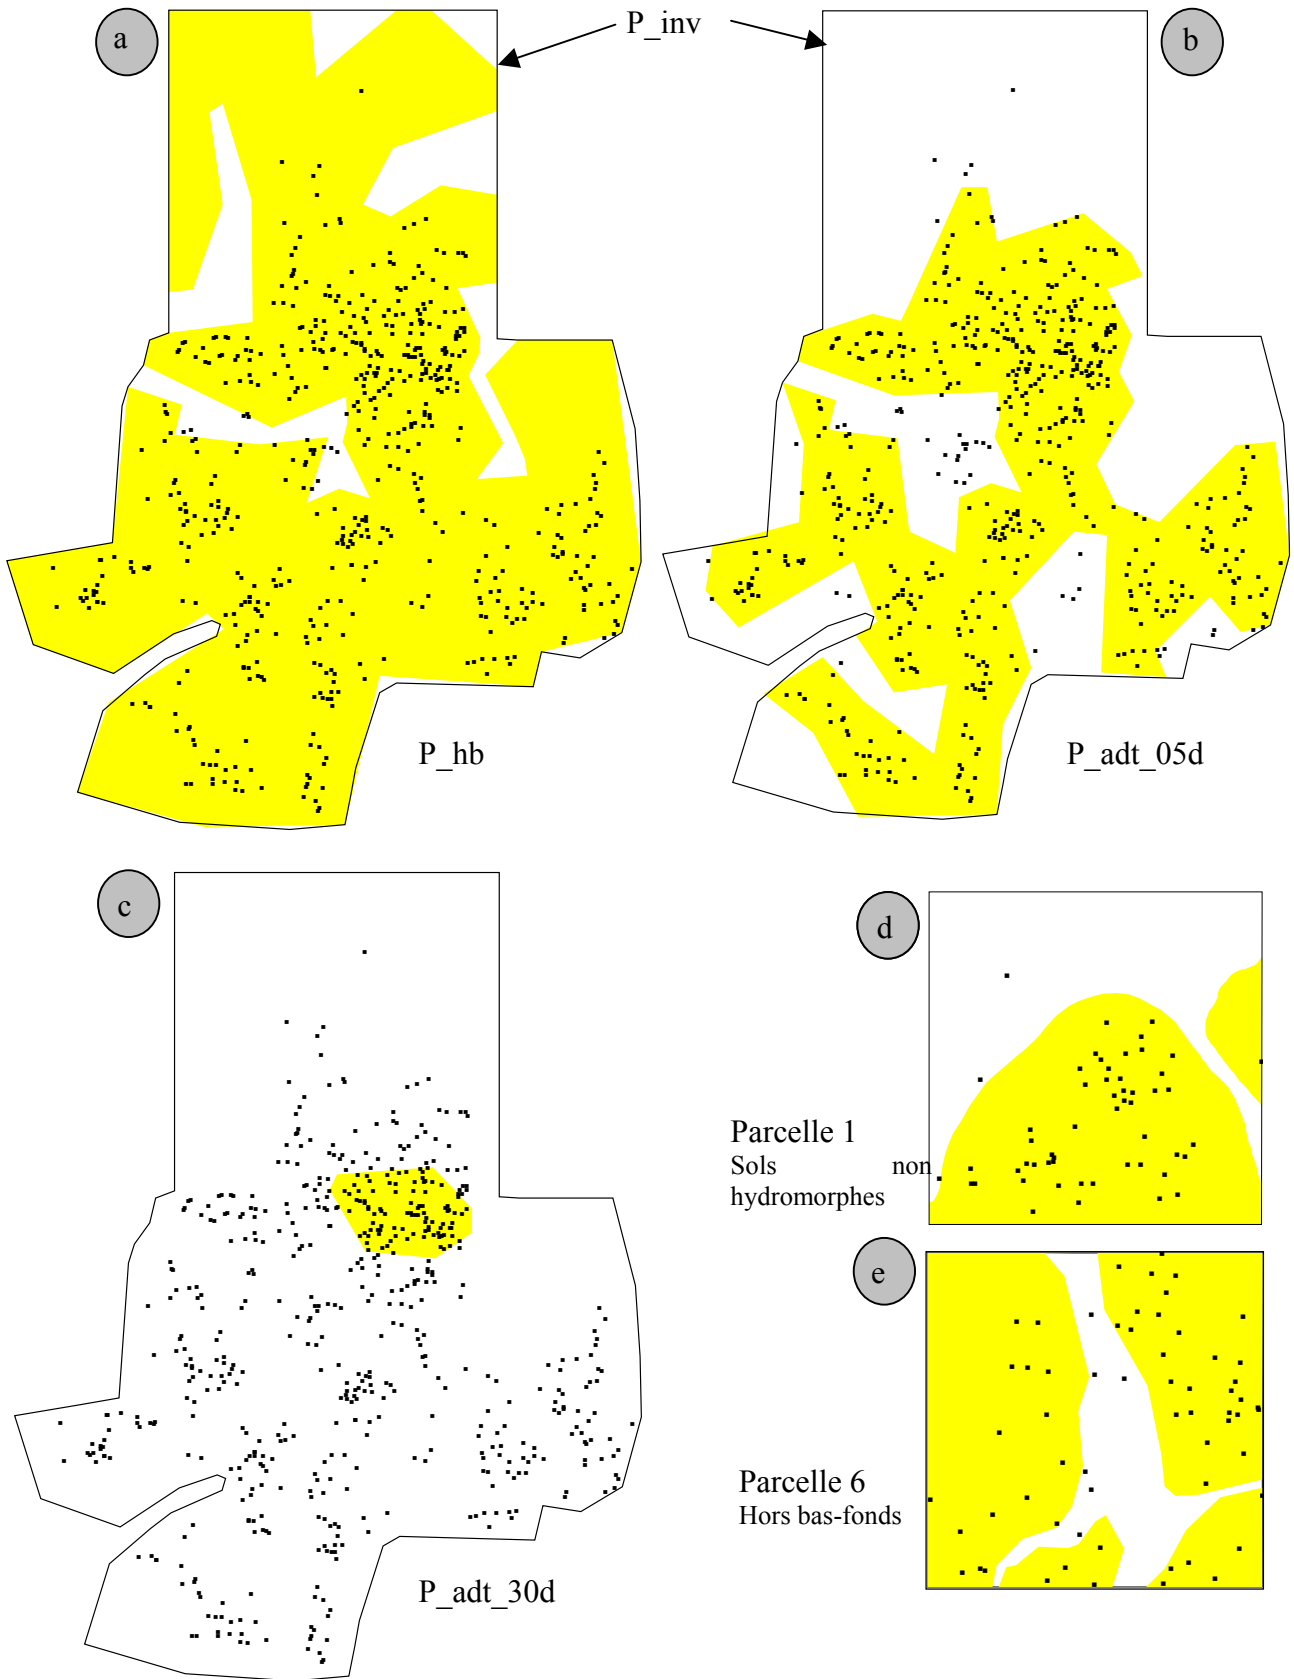 a
P_inv
b
P_hb
P_adt_05d
c
d
Parcelle 1
Sols non
hydromorphes
e
Parcelle 6
Hors bas-fonds
P_adt_30d